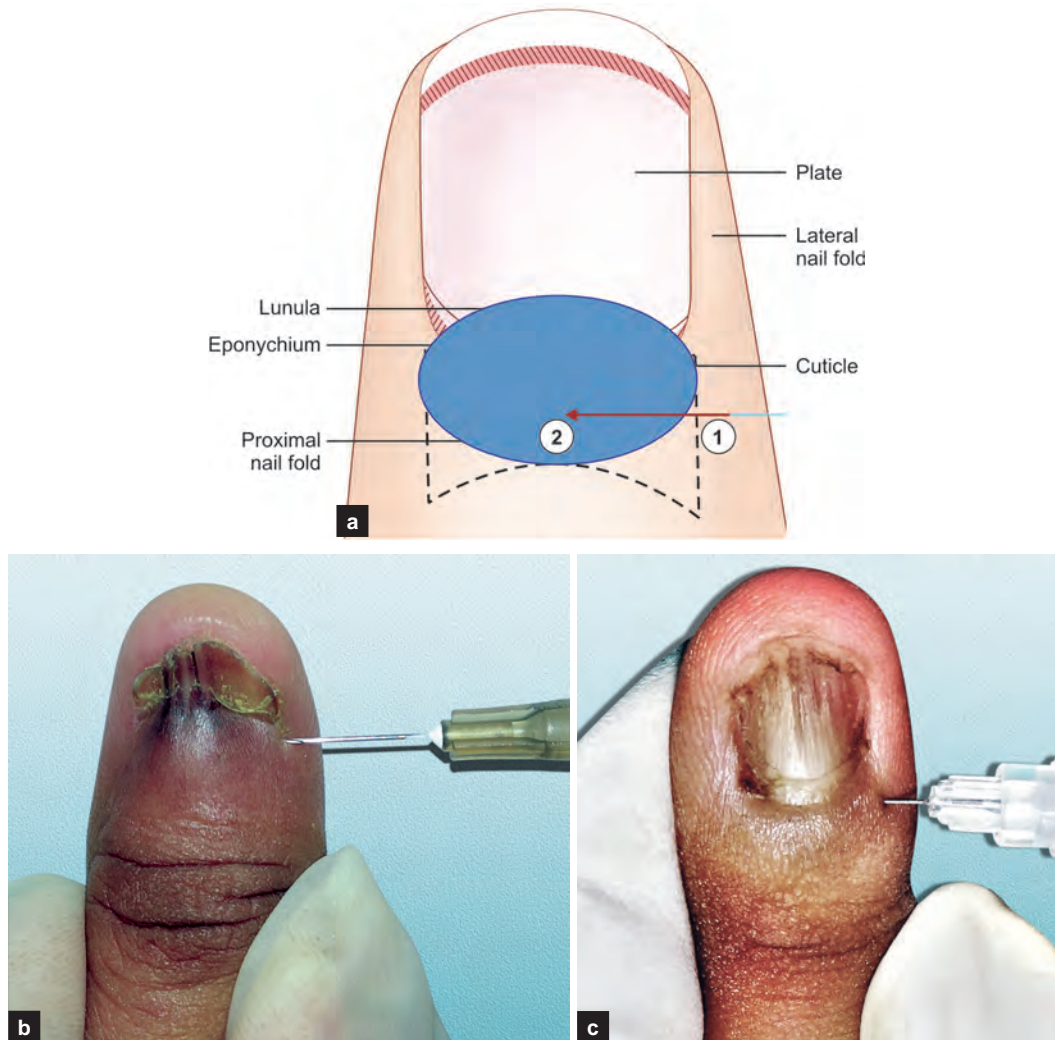 Plate
Lateral
nail fold
Lunula
Eponychium
Cuticle
2
1
Proximal
nail fold
a
b
c